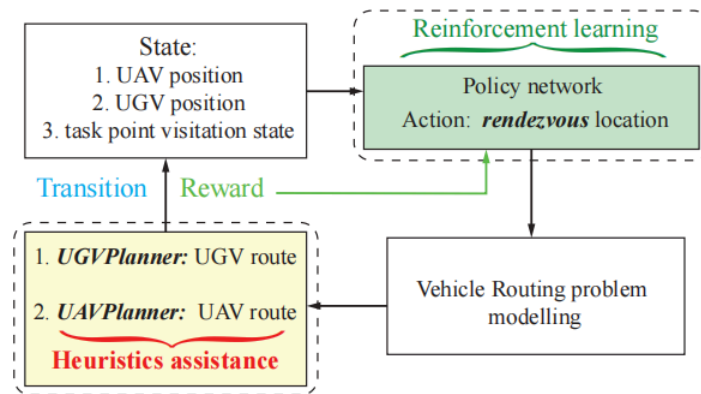 Reinforcement learning
State:
1. UAV position
2. UGV position
3. task point visitation state
Policy network
Action: rendezvous location
Transition
Reward
1. UGVPlanner: UGV route
2. UAVPlanner: UAV route
Heuristics assistance
Vehicle Routing problem
modelling